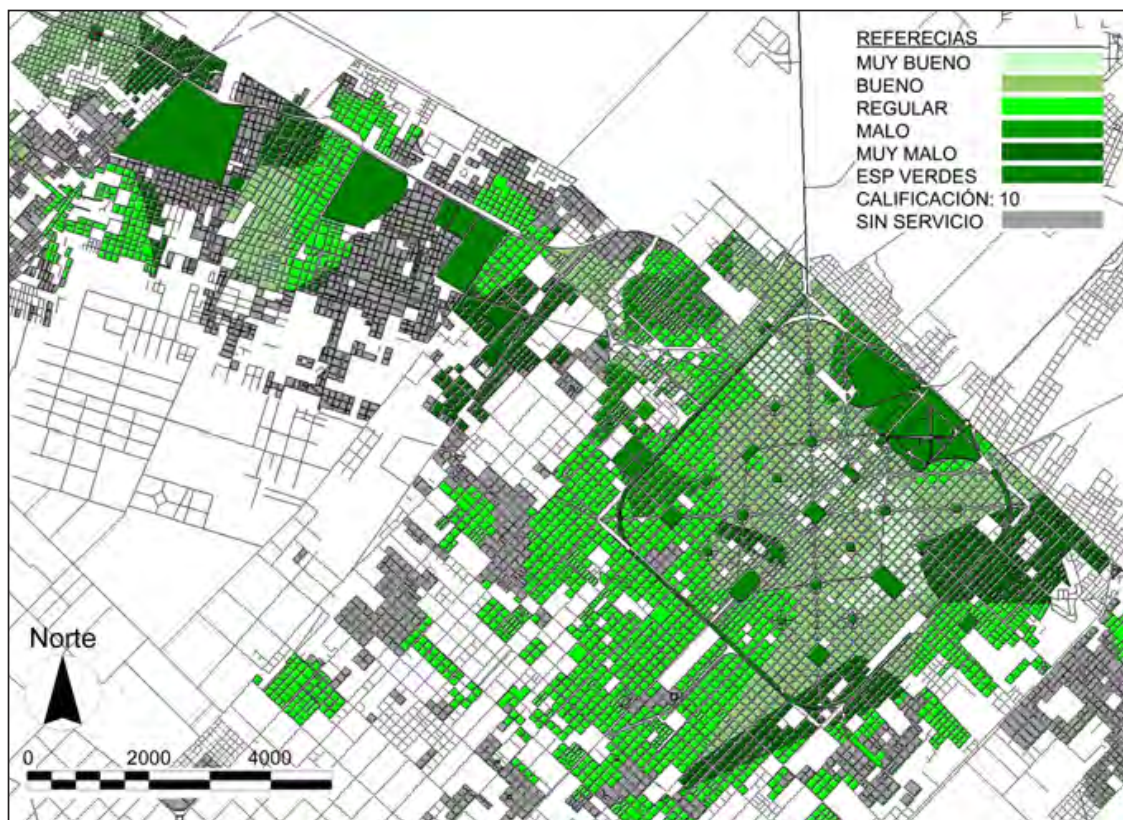 REFERECIAS
MUY BUENO
BUENO
REGULAR
MALO
MUY MALO
ESP VERDES
CALIFICACIÓN: 10
SIN SERVICIO
Norte
0 2000 4000